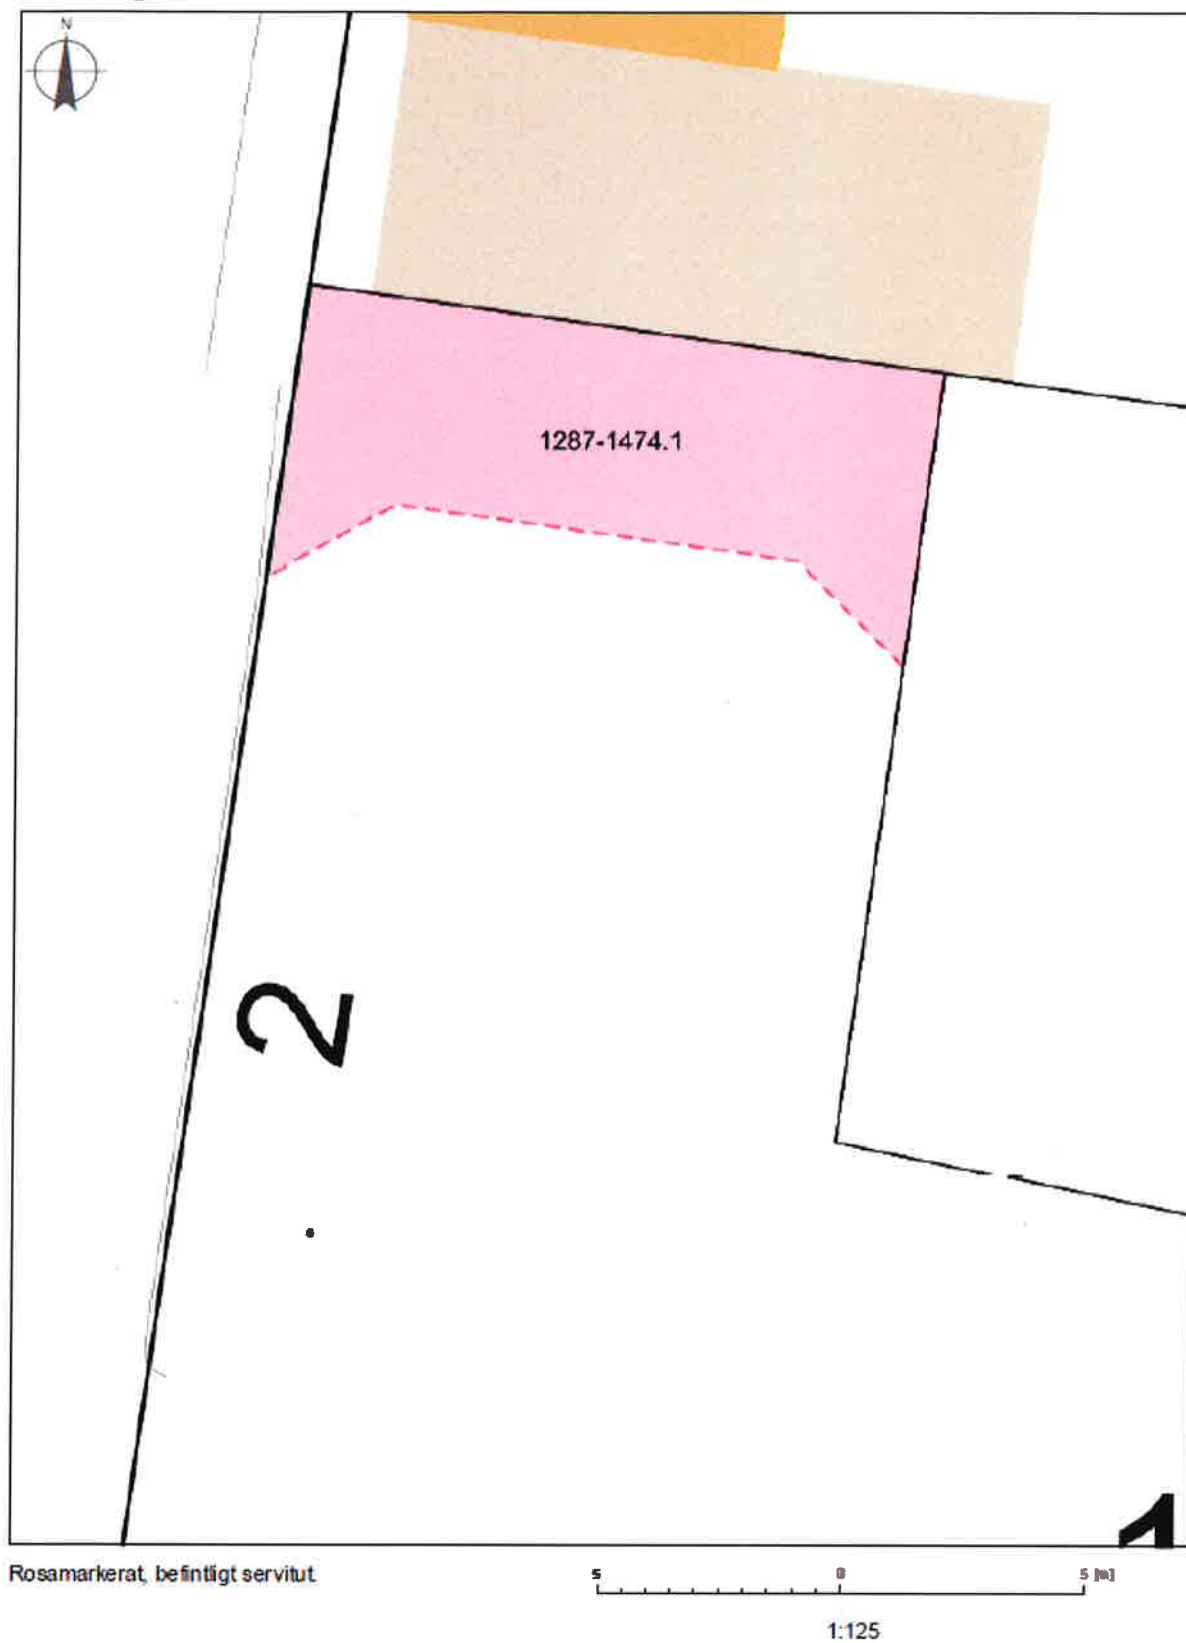 N
1287-1474.1
2
1
Rosamarkerat, befintligt servitut.
5 0 5 [m]
1:125